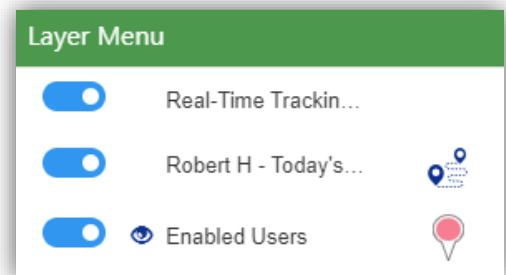 Layer Menu
Real-Time Trackin...
Robert H - Today's...
Enabled Users